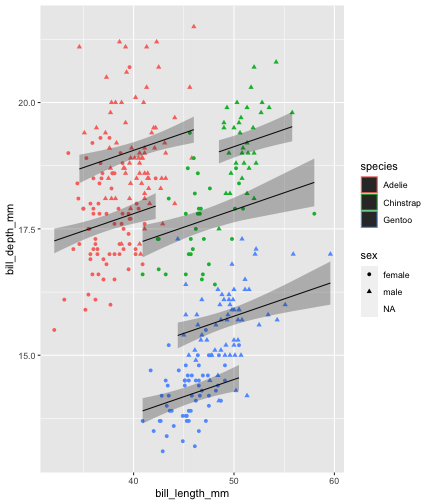 20.0
17.5
15.0
bill_depth_mm
40
50
60
bill_length_mm
species
Adelie
Chinstrap
Gentoo
sex
female
male
NA